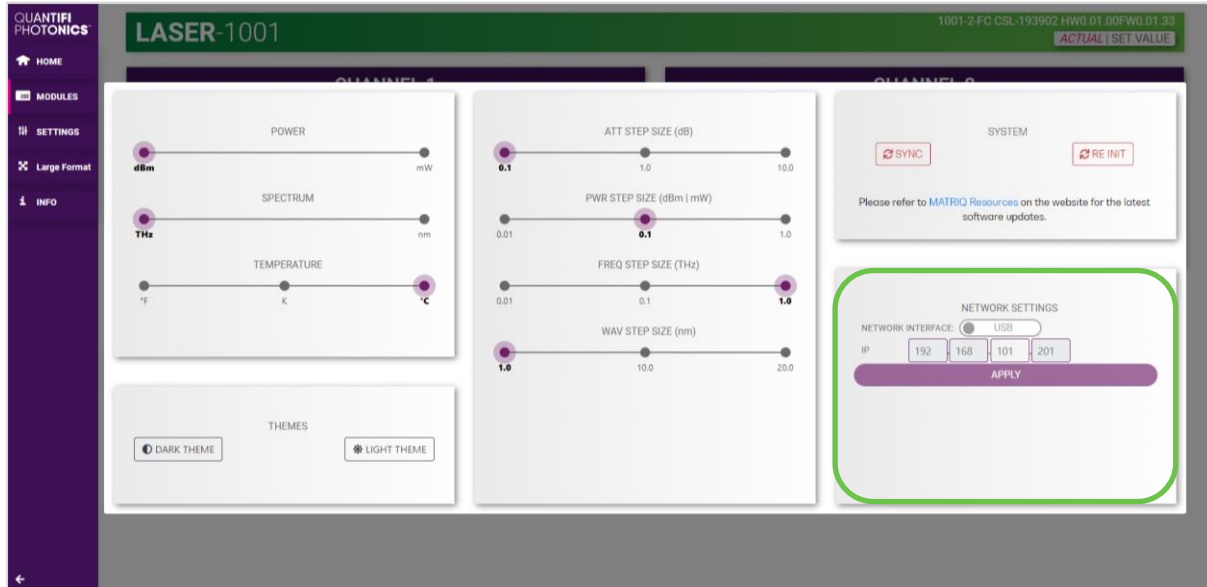 QUANTIFI
PHOTONICS™
HOME
MODULES
SETTINGS
Large Format
INFO
LASER-1001
1001-2-FC CSL-193902 HW0.01.00FW0.01.33
ACTUAL | SET VALUE
CHANNEL 1
CHANNEL 2
POWER
dBm mW
SPECTRUM
THz nm
TEMPERATURE
°F K °C
THEMES
DARK THEME LIGHT THEME
ATT STEP SIZE (dB)
0.1 1.0 10.0
PWR STEP SIZE (dBm | mW)
0.01 0.1 1.0
FREQ STEP SIZE (THz)
0.01 0.1 1.0
WAV STEP SIZE (nm)
1.0 10.0 20.0
SYSTEM
SYNC RE INIT
Please refer to MATRIQ Resources on the website for the latest
software updates.
NETWORK SETTINGS
NETWORK INTERFACE: USB
IP 192 . 168 . 101 . 201
APPLY